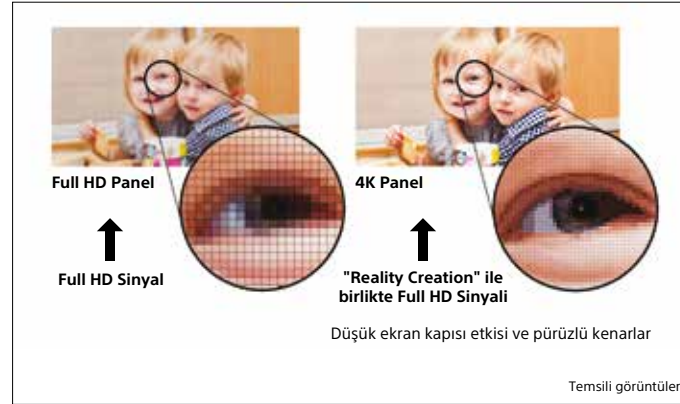 Full HD Panel
4K Panel
Full HD Sinyal
"Reality Creation" ile
birlikte Full HD Sinyali
Düşük ekran kapısı etkisi ve pürüzlü kenarlar
Temsili görüntüler